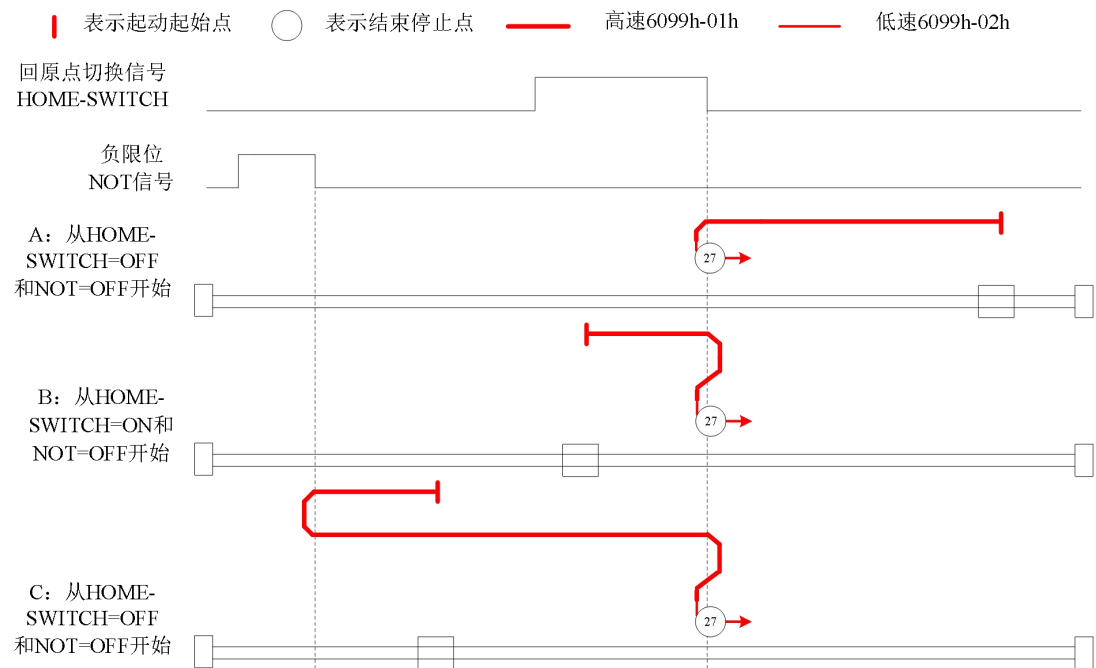 表示起动起始点 表示结束停止点 高速6099h-01h 低速6099h-02h
回原点切换信号
HOME-SWITCH
负限位
NOT信号
A：从HOME-
SWITCH=OFF
和NOT=OFF开始
27
B：从HOME-
SWITCH=ON和
NOT=OFF开始
27
C：从HOME-
SWITCH=OFF
和NOT=OFF开始
27